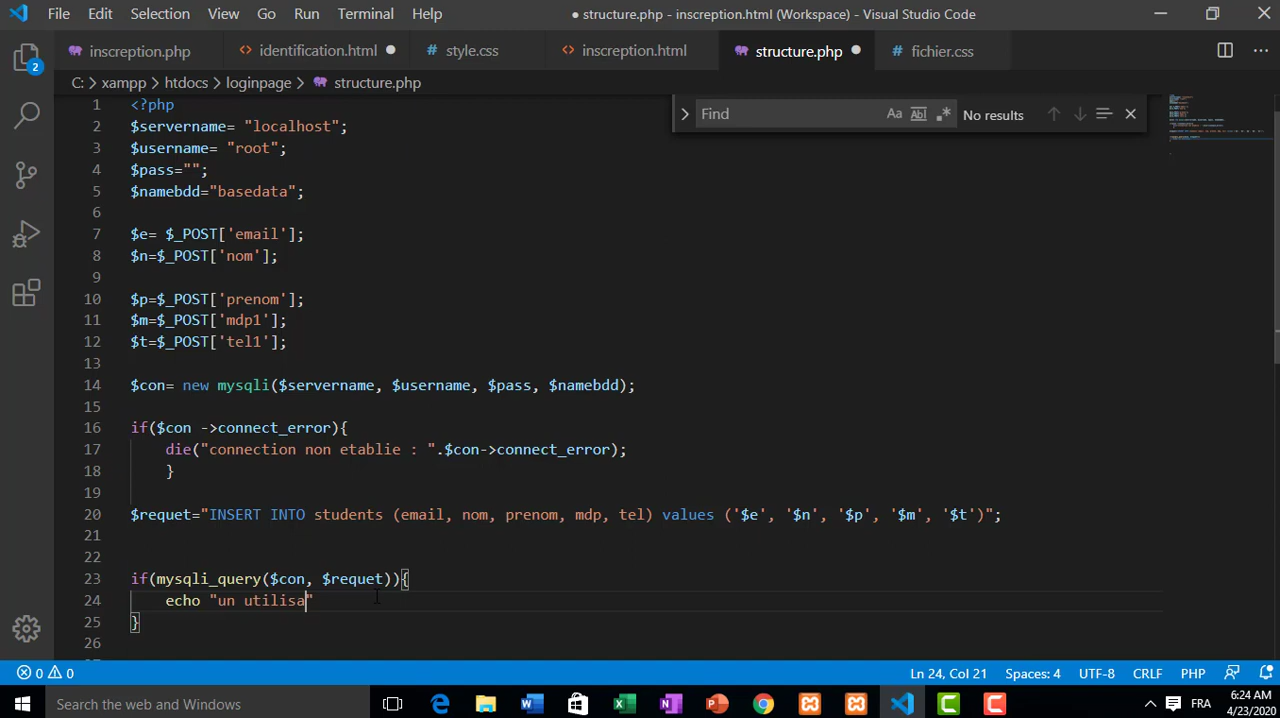 File Edit Selection View Go Run Terminal Help ● structure.php - inscreption.html (Workspace) - Visual Studio Code
inscreption.php identification.html style.css inscreption.html structure.php fichier.css
C: > xampp > htdocs > loginpage > structure.php
Find Aa Abl .* No results
2
1 <?php
2 $servername= "localhost";
3 $username= "root";
4 $pass="";
5 $namebdd="basedata";
6
7 $e= $_POST['email'];
8 $n=$_POST['nom'];
9
10 $p=$_POST['prenom'];
11 $m=$_POST['mdp1'];
12 $t=$_POST['tel1'];
13
14 $con= new mysqli($servername, $username, $pass, $namebdd);
15
16 if($con ->connect_error){
17 die("connection non etablie : ".$con->connect_error);
18 }
19
20 $requet="INSERT INTO students (email, nom, prenom, mdp, tel) values ('$e', '$n', '$p', '$m', '$t')";
21
22
23 if(mysqli_query($con, $requet)){
24 echo "un utilisa"
25 }
26
0 0 Ln 24, Col 21 Spaces: 4 UTF-8 CRLF PHP
Search the Web and Windows
FRA
6:24 AM
4/23/2020